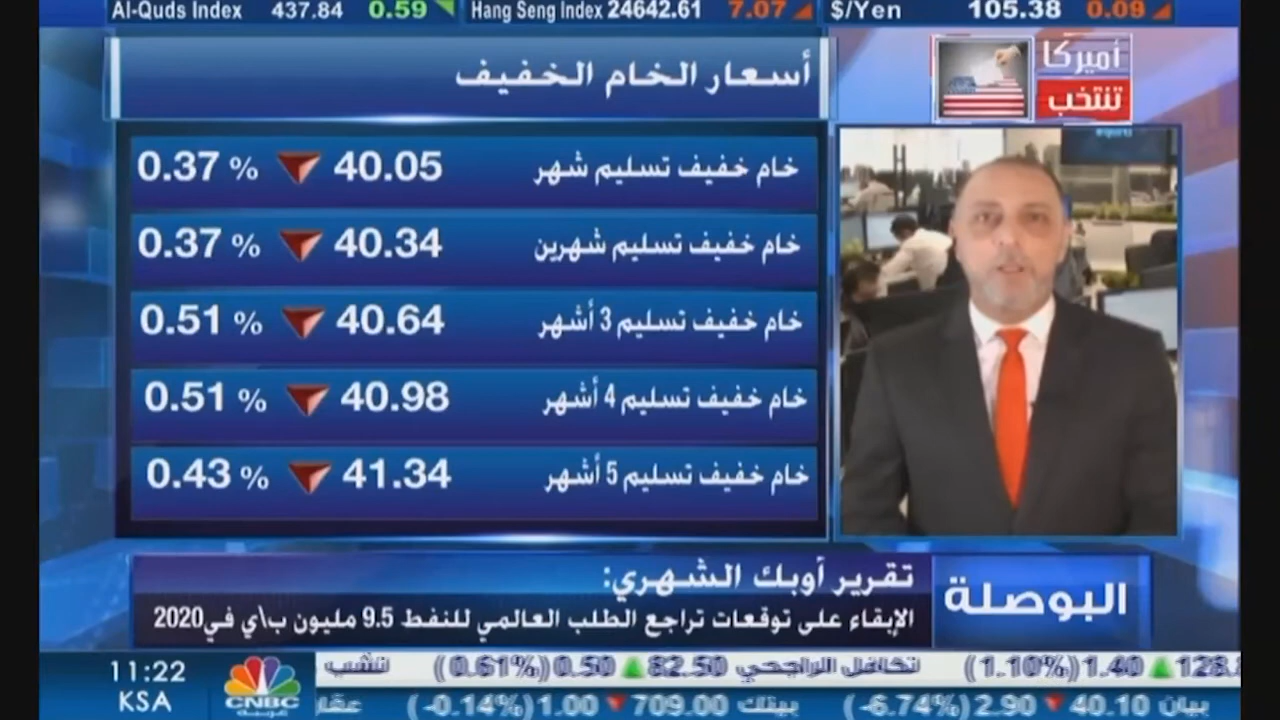 Al-Quds Index 437.84 0.59 Hang Seng Index 24642.61 7.07 $/Yen 105.38 0.09
أميركا
تنتخب
أسعار الخام الخفيف
خام خفيف تسليم شهر 40.05 0.37 %
خام خفيف تسليم شهرين 40.34 0.37 %
خام خفيف تسليم 3 أشهر 40.64 0.51 %
خام خفيف تسليم 4 أشهر 40.98 0.51 %
خام خفيف تسليم 5 أشهر 41.34 0.43 %
البوصلة
تقرير أوبك الشهري:
الإبقاء على توقعات تراجع الطلب العالمي للنفط 9.5 مليون ب\ي في2020
1.40 (1.10%) تكافل الراجحي 82.50 0.50 (0.61%)
40.10 2.90 (-6.74%) بيتك 709.00 1.00 (-0.14%)
11:22
KSA
CNBC
عربية